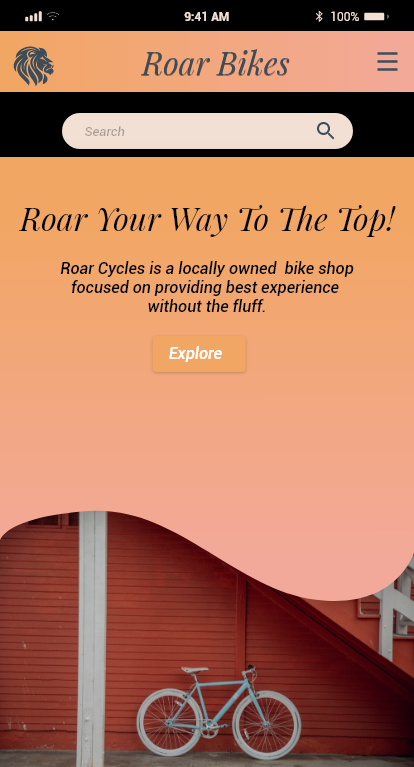 9:41 AM
100%
Roar Bikes
Search
Roar Your Way To The Top!
Roar Cycles is a locally owned bike shop
focused on providing best experience
without the fluff.
Explore